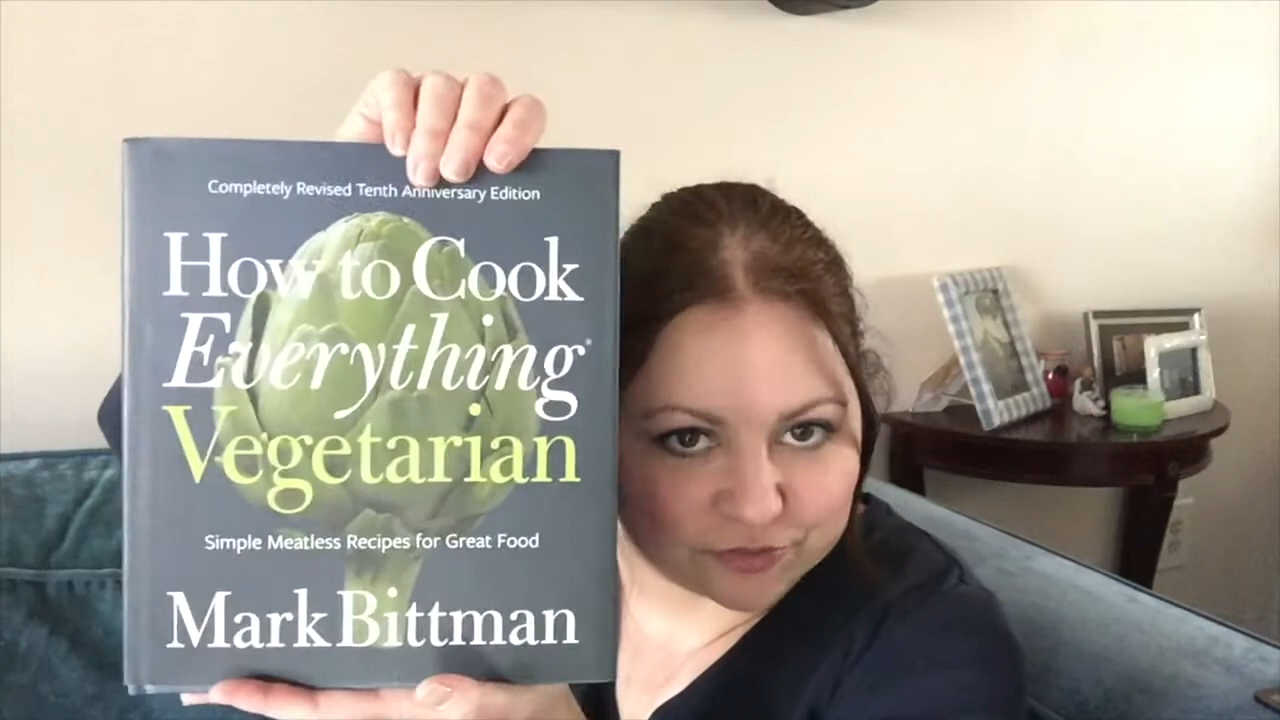 Completely Revised Tenth Anniversary Edition
How to Cook
Everything®
Vegetarian
Simple Meatless Recipes for Great Food
Mark Bittman